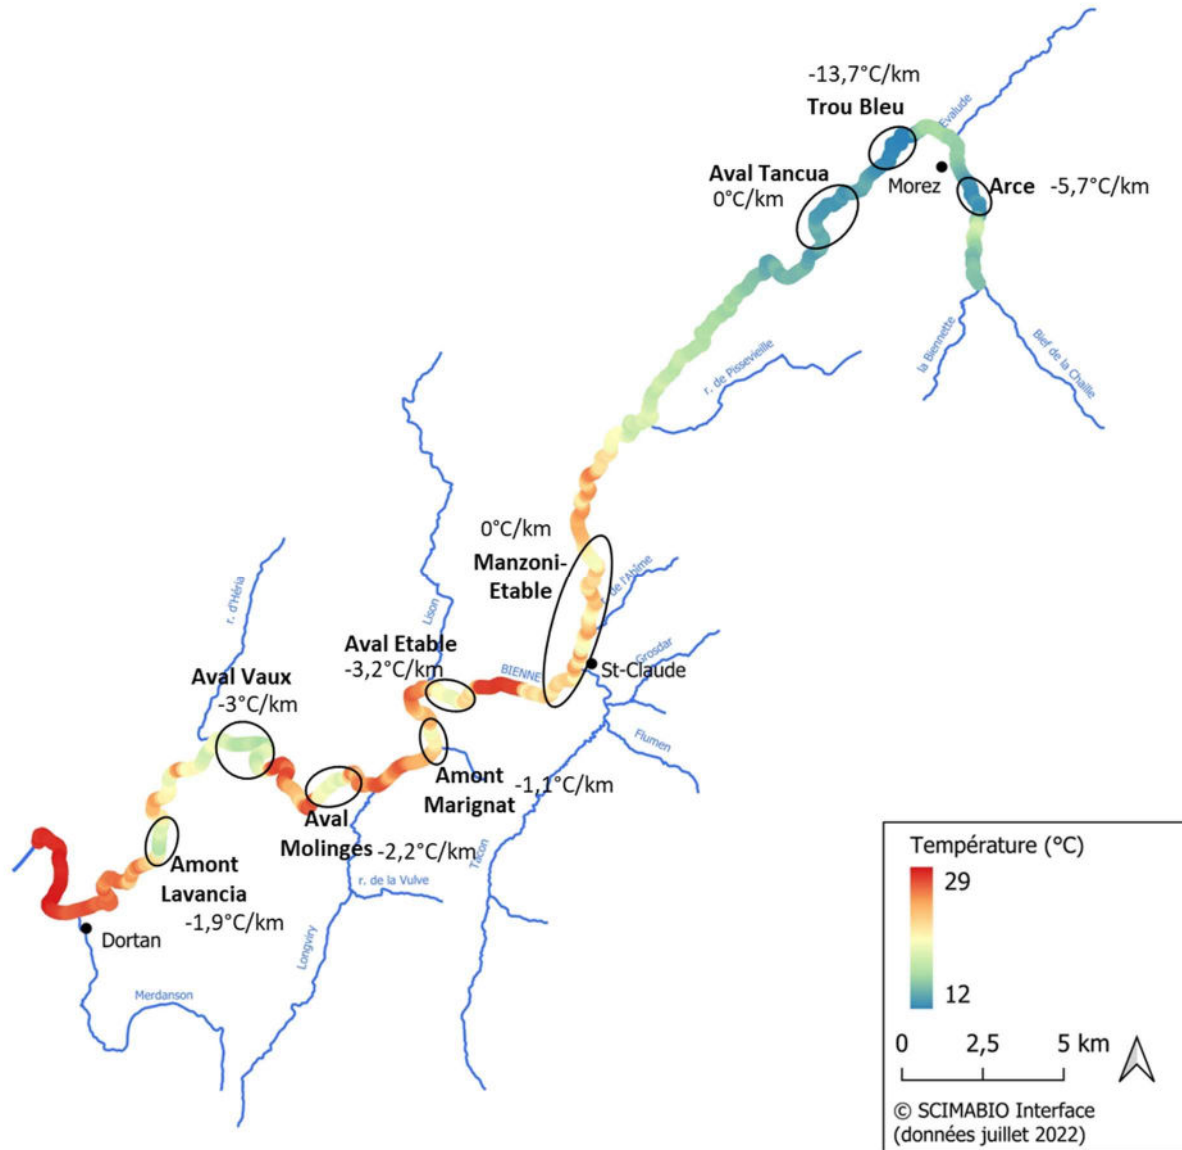 -13,7°C/km
Trou Bleu
Evalude
Aval Tancua
0°C/km
Morez
Arce -5,7°C/km
la Biennette
Bief de la Chaille
r. de Pissevieille
0°C/km
Manzoni-
Etable
r. de l'Abîme
r. d'Héria
Lison
Aval Etable
-3,2°C/km
BIENNE
St-Claude
Grosdar
Aval Vaux
-3°C/km
Flumen
Amont
Marignat
-1,1°C/km
Aval
Molinges
-2,2°C/km
Amont
Lavancia
-1,9°C/km
r. de la Vulve
Tacon
Longviry
Dortan
Merdanson
Température (°C)
29
12
0 2,5 5 km
© SCIMABIO Interface
(données juillet 2022)